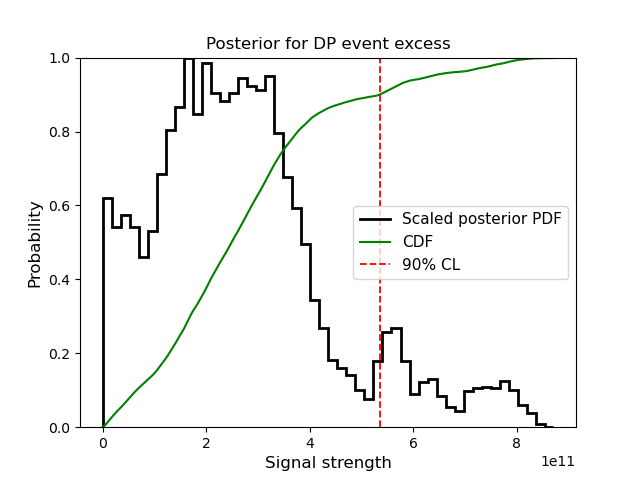 Posterior for DP event excess
1.0
0.8
0.6
0.4
0.2
0.0
Probability
Scaled posterior PDF
CDF
90% CL
0 2 4 6 8
1e11
Signal strength